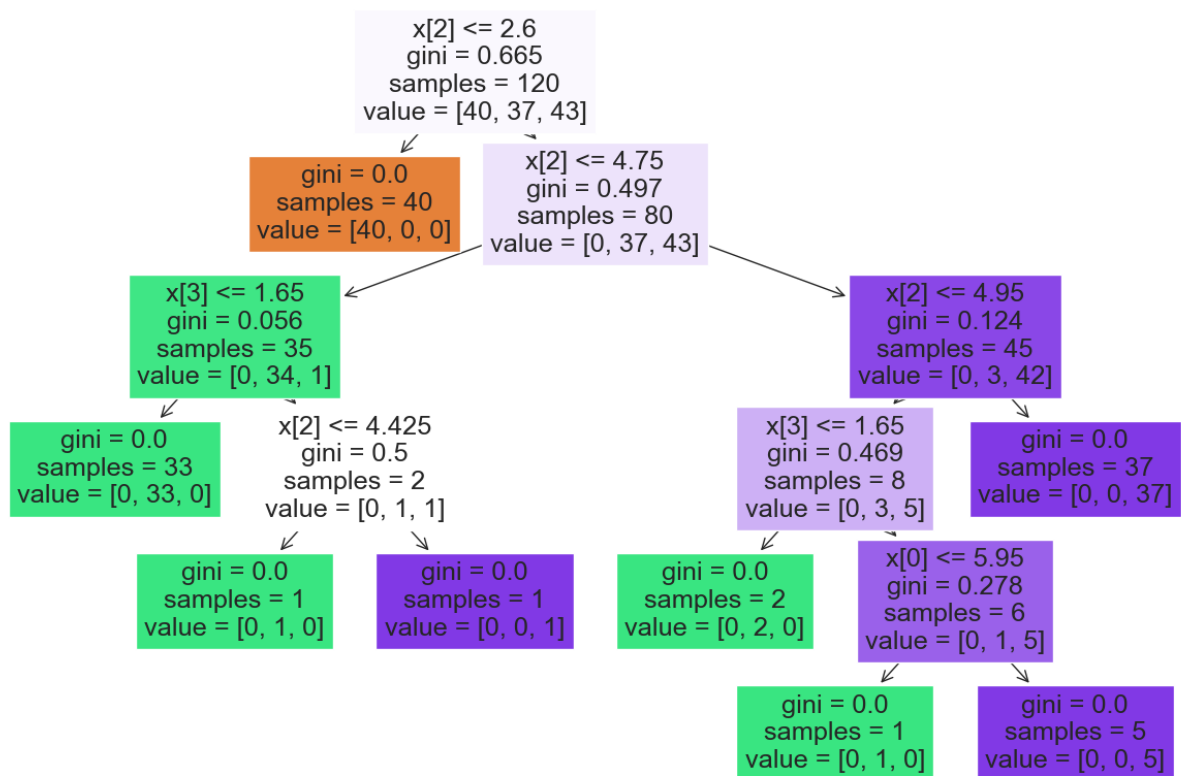 x[2] <= 2.6
gini = 0.665
samples = 120
value = [40, 37, 43]
gini = 0.0
samples = 40
value = [40, 0, 0]
x[2] <= 4.75
gini = 0.497
samples = 80
value = [0, 37, 43]
x[3] <= 1.65
gini = 0.056
samples = 35
value = [0, 34, 1]
x[2] <= 4.95
gini = 0.124
samples = 45
value = [0, 3, 42]
gini = 0.0
samples = 33
value = [0, 33, 0]
x[2] <= 4.425
gini = 0.5
samples = 2
value = [0, 1, 1]
x[3] <= 1.65
gini = 0.469
samples = 8
value = [0, 3, 5]
gini = 0.0
samples = 37
value = [0, 0, 37]
gini = 0.0
samples = 1
value = [0, 1, 0]
gini = 0.0
samples = 1
value = [0, 0, 1]
gini = 0.0
samples = 2
value = [0, 2, 0]
x[0] <= 5.95
gini = 0.278
samples = 6
value = [0, 1, 5]
gini = 0.0
samples = 1
value = [0, 1, 0]
gini = 0.0
samples = 5
value = [0, 0, 5]